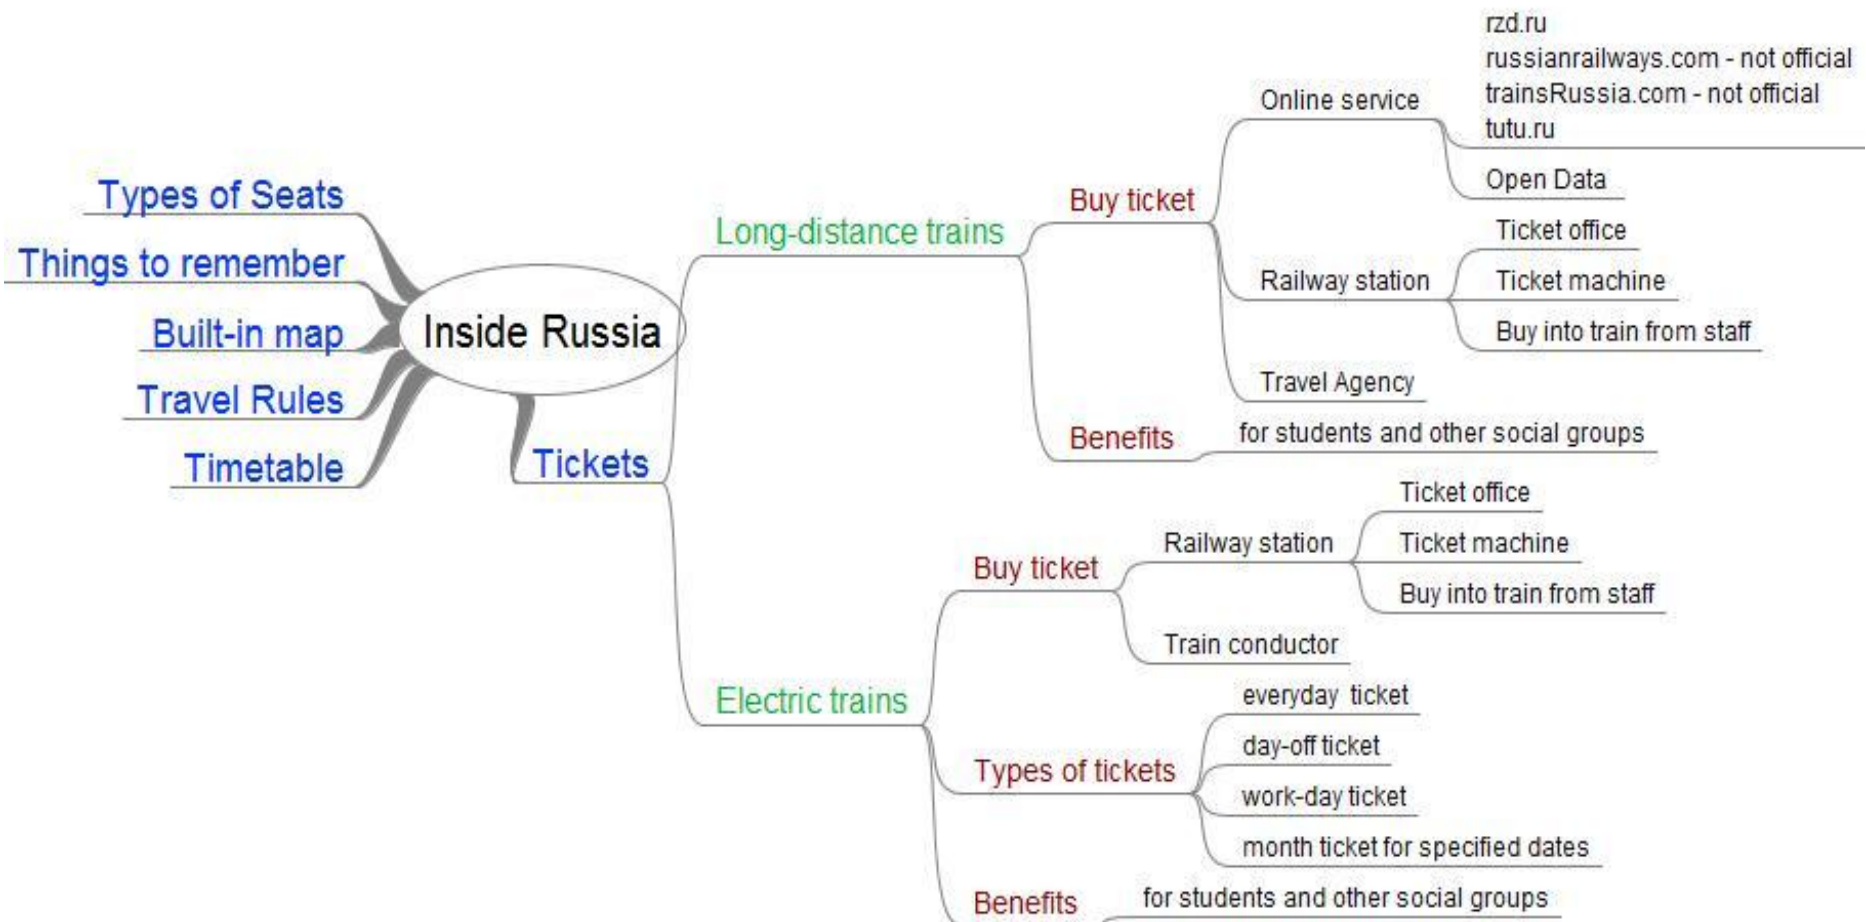 Types of Seats
Things to remember
Built-in map
Travel Rules
Timetable
Inside Russia
Tickets
Long-distance trains
Buy ticket
Online service
rzd.ru
russianrailways.com - not official
trainsRussia.com - not official
tutu.ru
Open Data
Railway station
Ticket office
Ticket machine
Buy into train from staff
Travel Agency
Benefits
for students and other social groups
Electric trains
Buy ticket
Railway station
Ticket office
Ticket machine
Buy into train from staff
Train conductor
Types of tickets
everyday ticket
day-off ticket
work-day ticket
month ticket for specified dates
Benefits
for students and other social groups